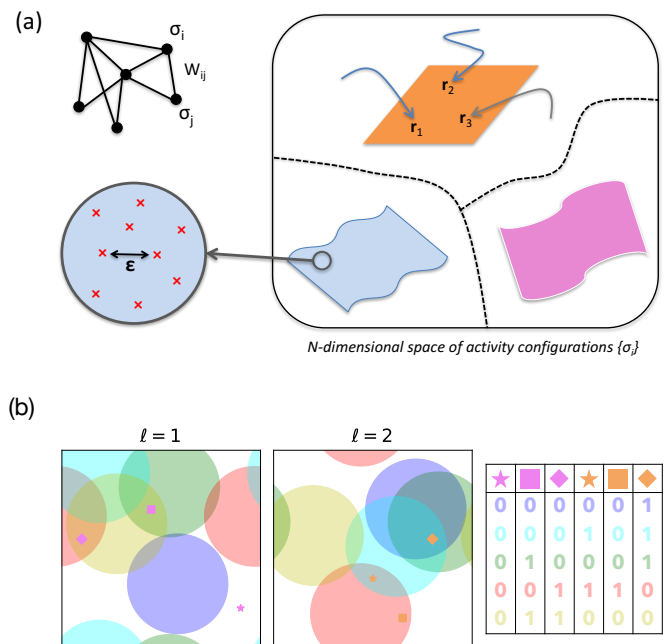 (a)
σi
Wij
σj
r1
r2
r3
ε
N-dimensional space of activity configurations {σi}
(b)
ℓ = 1
ℓ = 2
0 0 0 0 0 1
0 0 0 1 0 1
0 1 0 0 0 1
0 0 1 1 1 0
0 1 1 0 0 0